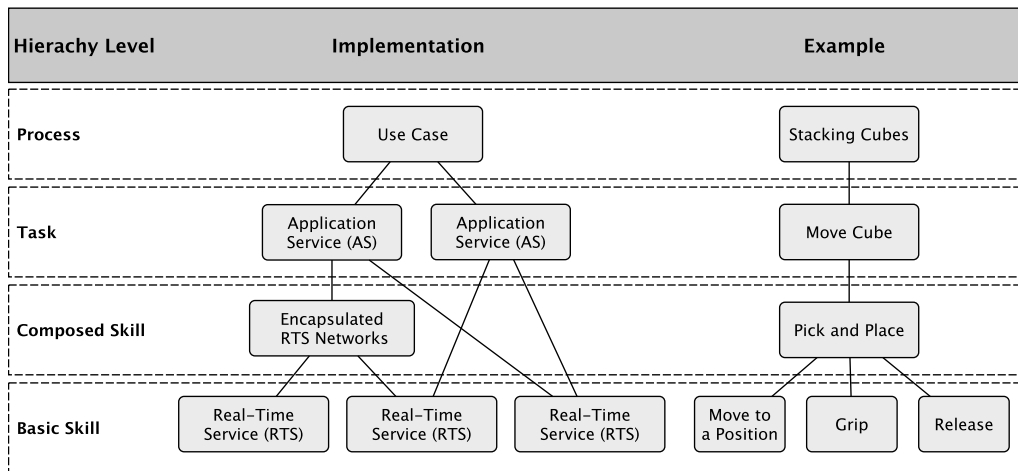 Hierachy Level
Implementation
Example
Process
Use Case
Stacking Cubes
Task
Application
Service (AS)
Application
Service (AS)
Move Cube
Composed Skill
Encapsulated
RTS Networks
Pick and Place
Basic Skill
Real-Time
Service (RTS)
Real-Time
Service (RTS)
Real-Time
Service (RTS)
Move to
a Position
Grip
Release